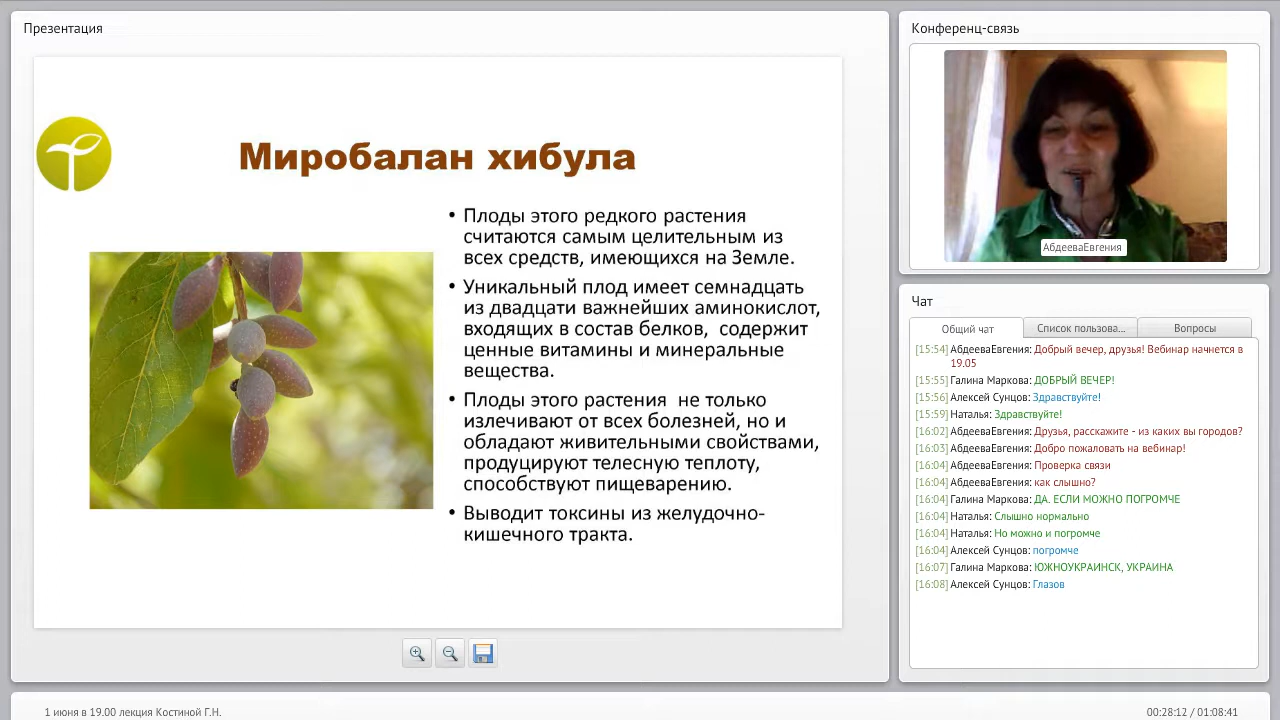 Презентация
Миробалан хибула
• Плоды этого редкого растения
считаются самым целительным из
всех средств, имеющихся на Земле.
• Уникальный плод имеет семнадцать
из двадцати важнейших аминокислот,
входящих в состав белков, содержит
ценные витамины и минеральные
вещества.
• Плоды этого растения не только
излечивают от всех болезней, но и
обладают живительными свойствами,
продуцируют телесную теплоту,
способствуют пищеварению.
• Выводит токсины из желудочно-
кишечного тракта.
Конференц-связь
АбдееваЕвгения
Чат
Общий чат
Список пользова...
Вопросы
[15:54] АбдееваЕвгения: Добрый вечер, друзья! Вебинар начнется в
19.05
[15:55] Галина Маркова: ДОБРЫЙ ВЕЧЕР!
[15:56] Алексей Сунцов: Здравствуйте!
[15:59] Наталья: Здравствуйте!
[16:02] АбдееваЕвгения: Друзья, расскажите - из каких вы городов?
[16:03] АбдееваЕвгения: Добро пожаловать на вебинар!
[16:04] АбдееваЕвгения: Проверка связи
[16:04] АбдееваЕвгения: как слышно?
[16:04] Галина Маркова: ДА. ЕСЛИ МОЖНО ПОГРОМЧЕ
[16:04] Наталья: Слышно нормально
[16:04] Наталья: Но можно и погромче
[16:04] Алексей Сунцов: погромче
[16:07] Галина Маркова: ЮЖНОУКРАИНСК, УКРАИНА
[16:08] Алексей Сунцов: Глазов
1 июня в 19.00 лекция Костиной Г.Н.
00:28:12 / 01:08:41